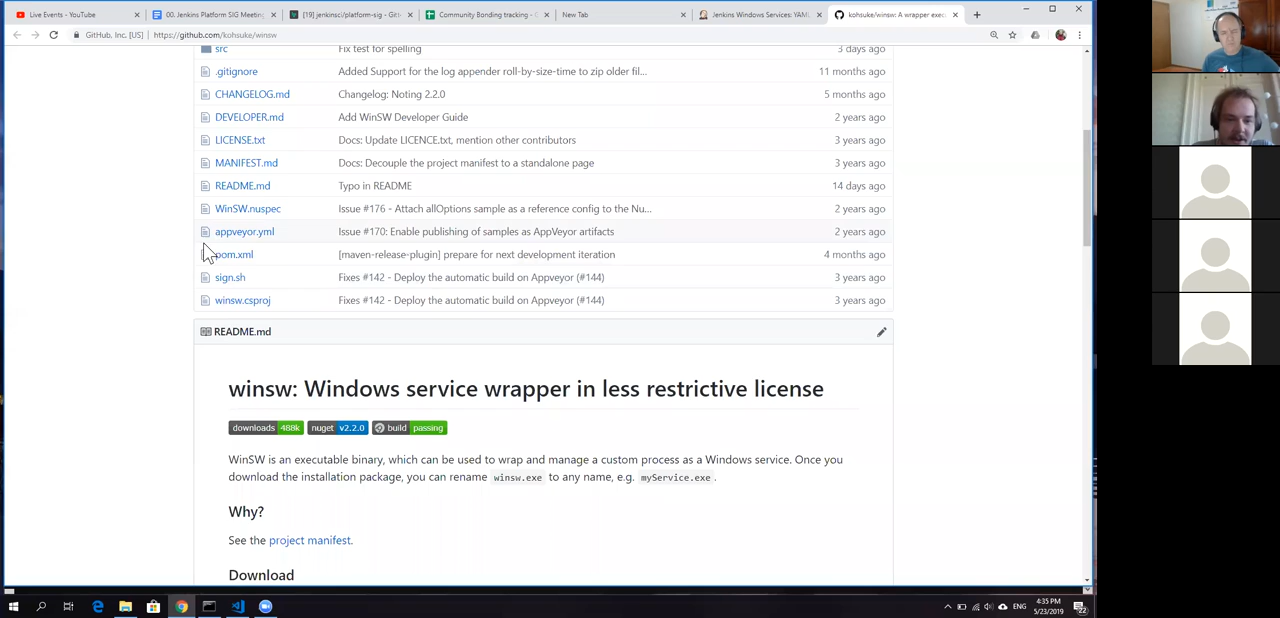 Live Events - YouTube
00. Jenkins Platform SIG Meetin
[19] jenkinsci/platform-sig - Git
Community Bonding tracking - G
New Tab
Jenkins Windows Services: YAML
kohsuke/winsw: A wrapper exec
GitHub, Inc. [US]
https://github.com/kohsuke/winsw
src Fix test for spelling 3 days ago
.gitignore Added Support for the log appender roll-by-size-time to zip older fil... 11 months ago
CHANGELOG.md Changelog: Noting 2.2.0 5 months ago
DEVELOPER.md Add WinSW Developer Guide 2 years ago
LICENSE.txt Docs: Update LICENCE.txt, mention other contributors 3 years ago
MANIFEST.md Docs: Decouple the project manifest to a standalone page 3 years ago
README.md Typo in README 14 days ago
WinSW.nuspec Issue #176 - Attach allOptions sample as a reference config to the Nu... 2 years ago
appveyor.yml Issue #170: Enable publishing of samples as AppVeyor artifacts 2 years ago
pom.xml [maven-release-plugin] prepare for next development iteration 4 months ago
sign.sh Fixes #142 - Deploy the automatic build on Appveyor (#144) 3 years ago
winsw.csproj Fixes #142 - Deploy the automatic build on Appveyor (#144) 3 years ago
README.md
winsw: Windows service wrapper in less restrictive license
downloads 488k nuget v2.2.0 build passing
WinSW is an executable binary, which can be used to wrap and manage a custom process as a Windows service. Once you
download the installation package, you can rename winsw.exe to any name, e.g. myService.exe .
Why?
See the project manifest.
Download
ENG
4:35 PM
5/23/2019
22